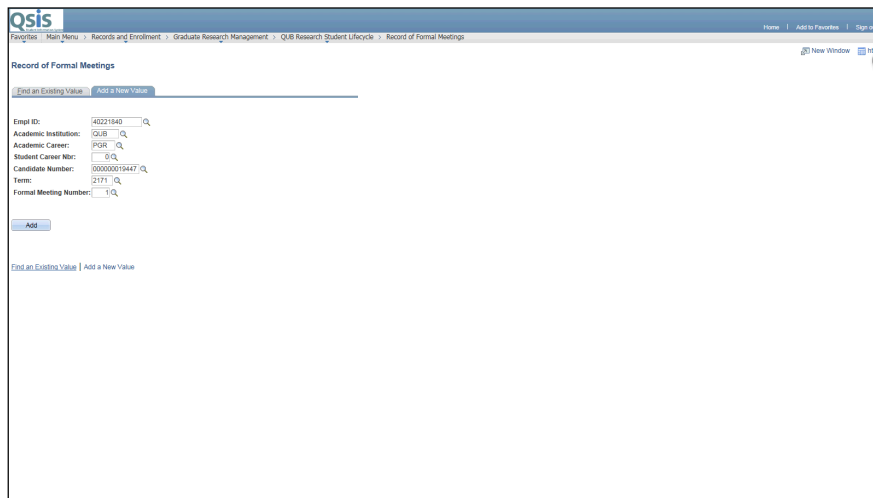 Qsis
Home | Add to Favorites | Sign o
Favorites Main Menu > Records and Enrollment > Graduate Research Management > QUB Research Student Lifecycle > Record of Formal Meetings
New Window ht
Record of Formal Meetings
Find an Existing Value Add a New Value
Empl ID: 40221840
Academic Institution: QUB
Academic Career: PGR
Student Career Nbr: 0
Candidate Number: 000000019447
Term: 2171
Formal Meeting Number: 1
Add
Find an Existing Value | Add a New Value